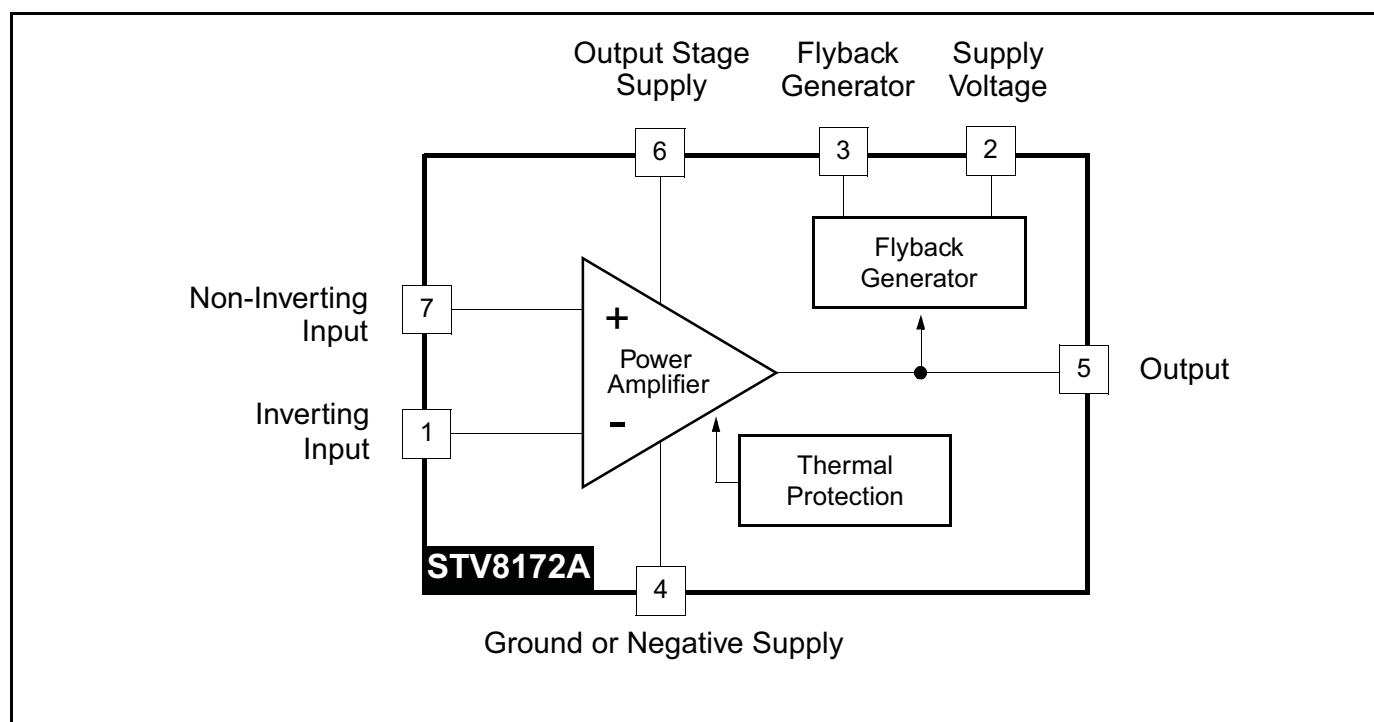 Output Stage
Supply
Flyback
Generator
Supply
Voltage
6
3
2
Flyback
Generator
Non-Inverting
Input
7
+
Power
Amplifier
5
Output
Inverting
Input
1
-
Thermal
Protection
STV8172A
4
Ground or Negative Supply